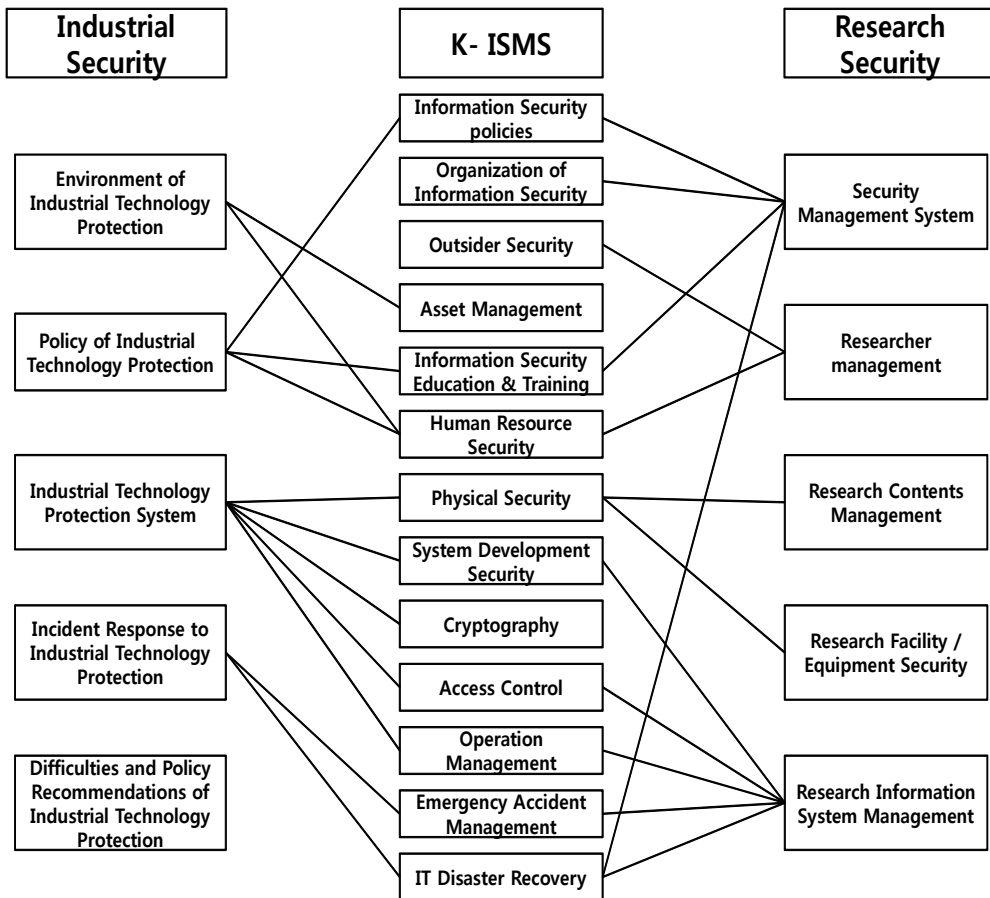 Industrial
Security
K- ISMS
Research
Security
Environment of
Industrial Technology
Protection
Policy of Industrial
Technology Protection
Industrial Technology
Protection System
Incident Response to
Industrial Technology
Protection
Difficulties and Policy
Recommendations of
Industrial Technology
Protection
Information Security
policies
Organization of
Information Security
Outsider Security
Asset Management
Information Security
Education & Training
Human Resource
Security
Physical Security
System Development
Security
Cryptography
Access Control
Operation
Management
Emergency Accident
Management
IT Disaster Recovery
Security
Management System
Researcher
management
Research Contents
Management
Research Facility /
Equipment Security
Research Information
System Management